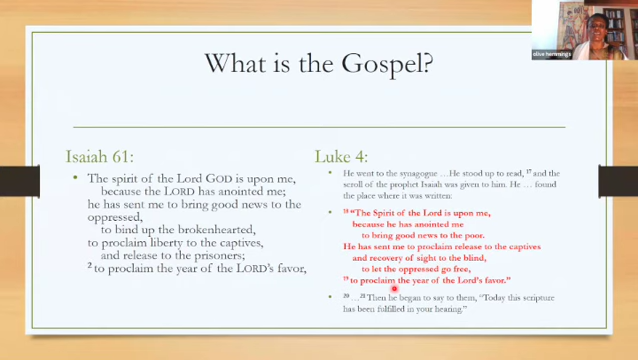 What is the Gospel?
olive hemmings
Isaiah 61:
• The spirit of the Lord GOD is upon me,
because the LORD has anointed me;
he has sent me to bring good news to the
oppressed,
to bind up the brokenhearted,
to proclaim liberty to the captives,
and release to the prisoners;
2 to proclaim the year of the LORD's favor,
Luke 4:
• He went to the synagogue …He stood up to read, 17 and the
scroll of the prophet Isaiah was given to him. He … found
the place where it was written:
• 18 "The Spirit of the Lord is upon me,
because he has anointed me
to bring good news to the poor.
He has sent me to proclaim release to the captives
and recovery of sight to the blind,
to let the oppressed go free,
19 to proclaim the year of the Lord's favor."
• 20 …21 Then he began to say to them, "Today this scripture
has been fulfilled in your hearing."